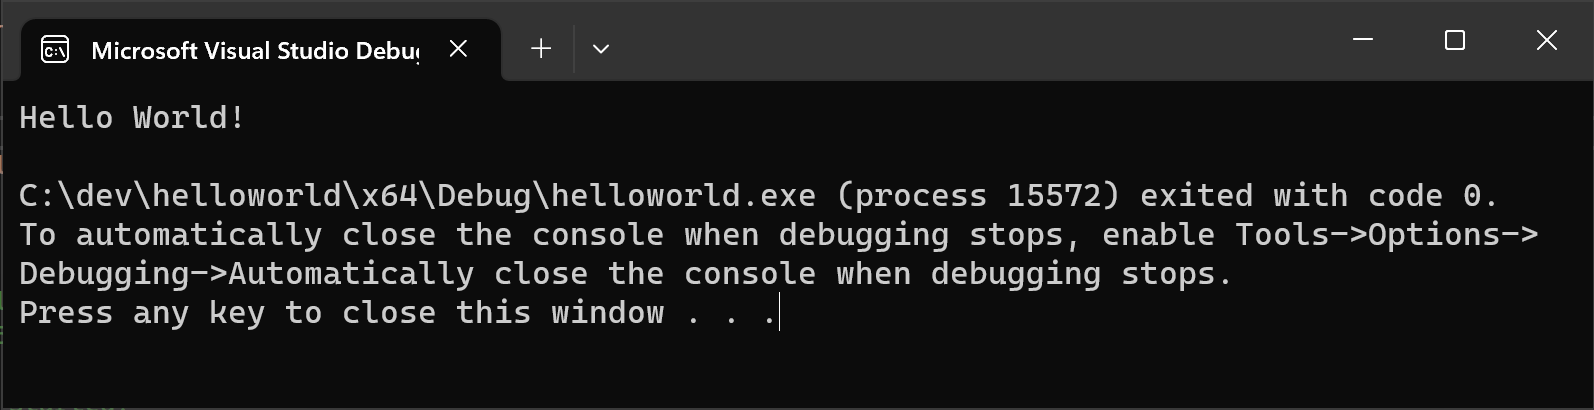 Microsoft Visual Studio Debu
Hello World!
C:\dev\helloworld\x64\Debug\helloworld.exe (process 15572) exited with code 0.
To automatically close the console when debugging stops, enable Tools->Options->
Debugging->Automatically close the console when debugging stops.
Press any key to close this window . . .